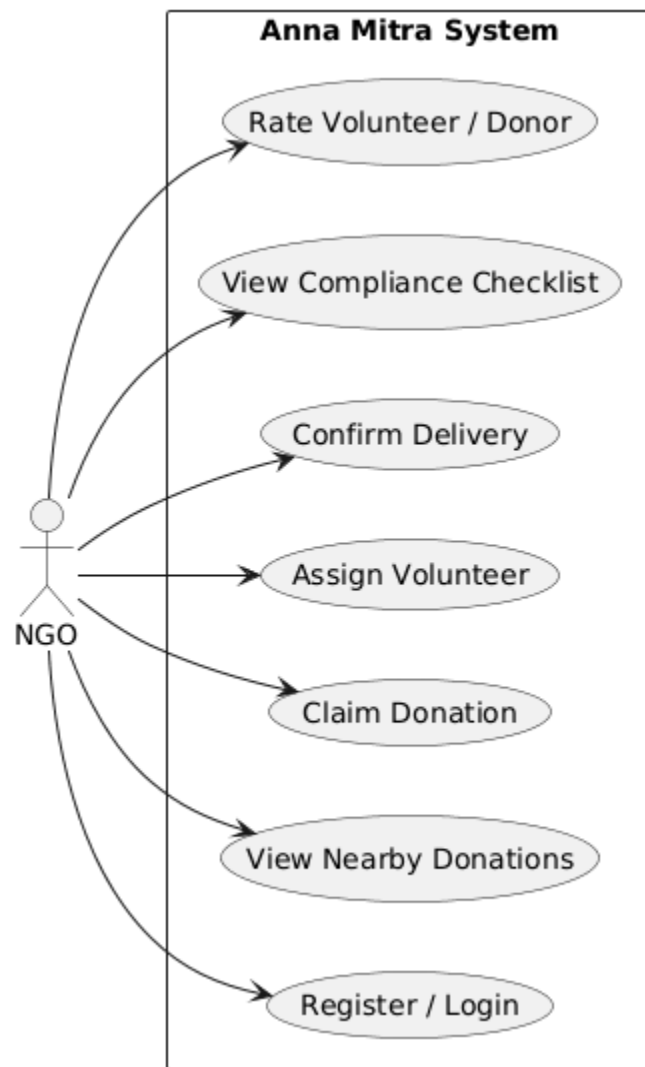 Anna Mitra System
Rate Volunteer / Donor
View Compliance Checklist
Confirm Delivery
Assign Volunteer
NGO
Claim Donation
View Nearby Donations
Register / Login